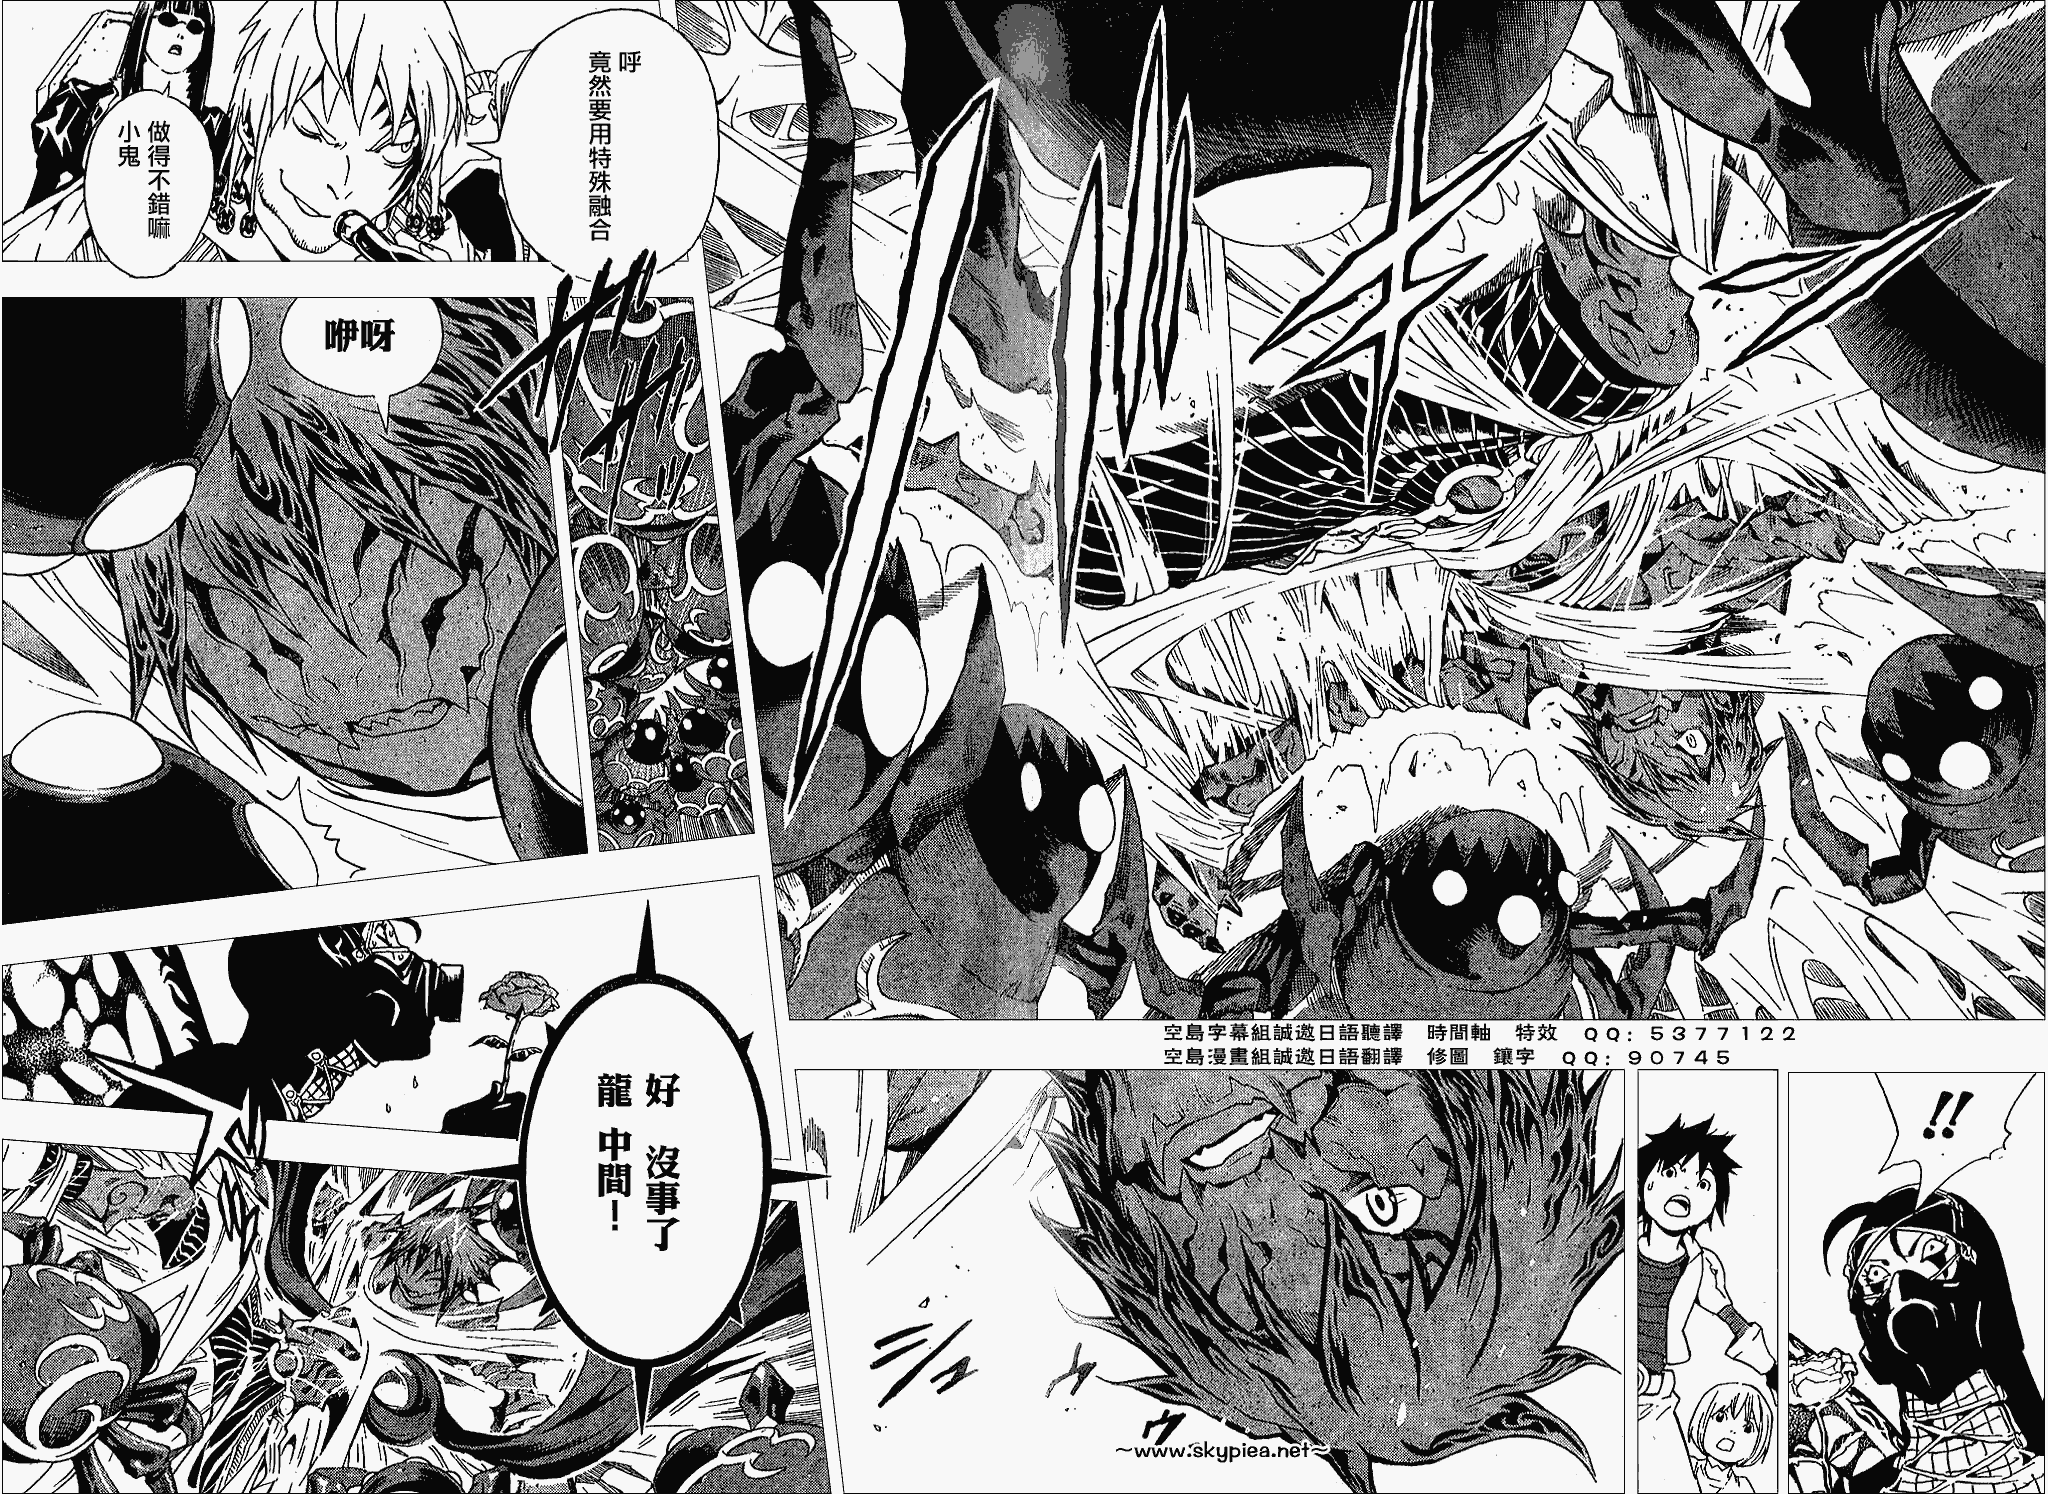 !!
呼
竟然要用特殊融合
做得不錯嘛
小鬼
咿呀
好 沒事了
龍 中間！
空島字幕組誠邀日語聽譯 時間軸 特效 QQ: 5377122
空島漫畫組誠邀日語翻譯 修圖 鑲字 QQ: 90745
~www.skypiea.net~